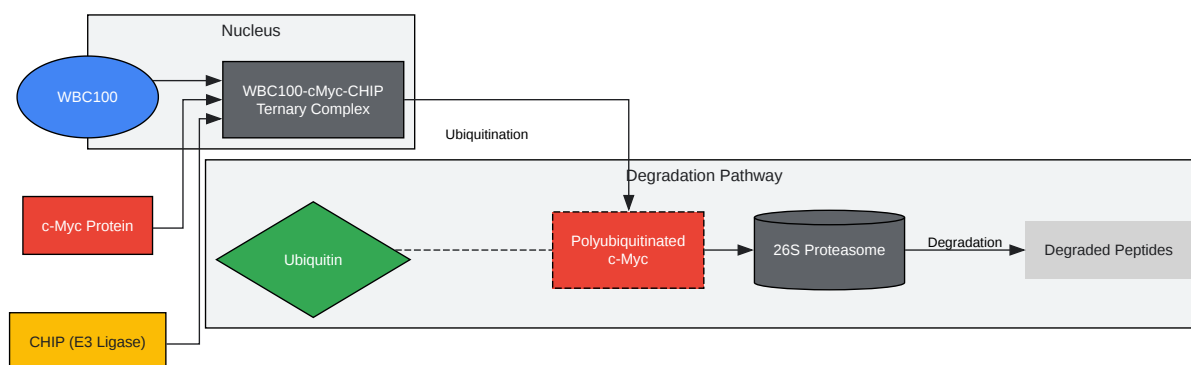 Nucleus
WBC100
WBC100-cMyc-CHIP
Ternary Complex
Ubiquitination
Degradation Pathway
c-Myc Protein
Ubiquitin
Polyubiquitinated
c-Myc
26S Proteasome
Degradation
Degraded Peptides
CHIP (E3 Ligase)